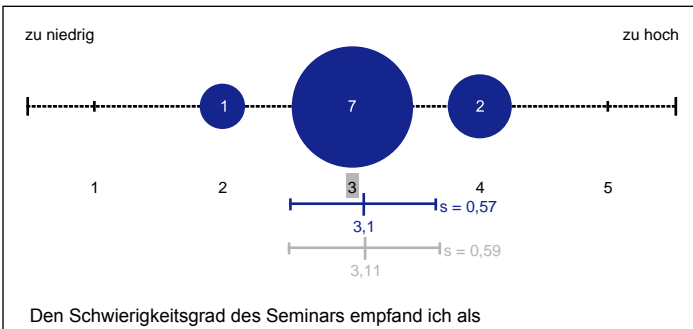 zu niedrig zu hoch
1 7 2
1 2 3 4 5
s = 0,57
3,1
s = 0,59
3,11
Den Schwierigkeitsgrad des Seminars empfand ich als